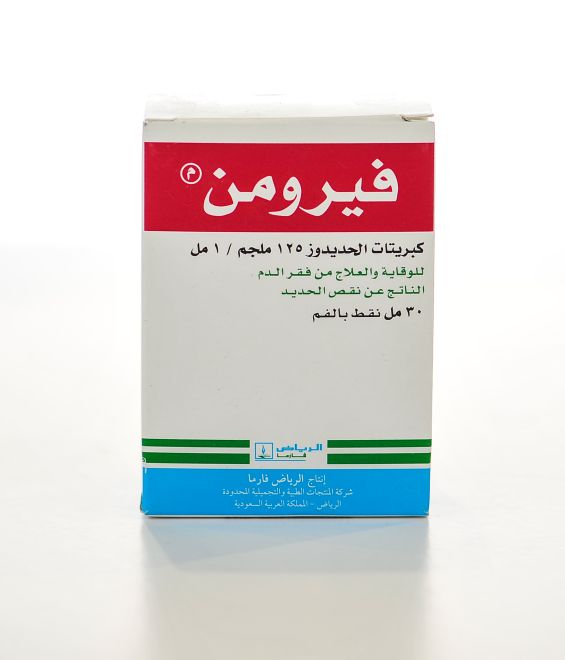 فيرومن م
كبريتات الحديدوز ١٢٥ ملجم / ١ مل
للوقاية والعلاج من فقر الدم
الناتج عن نقص الحديد
٣٠ مل نقط بالفم
الرياض
فارما
إنتاج الرياض فارما
شركة المنتجات الطبية والتجميلية المحدودة
الرياض - المملكة العربية السعودية